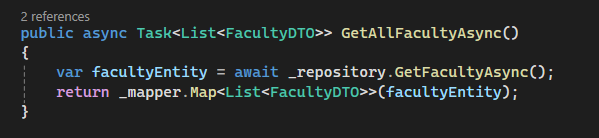 2 references
public async Task<List<FacultyDTO>> GetAllFacultyAsync()
{
    var facultyEntity = await _repository.GetFacultyAsync();
    return _mapper.Map<List<FacultyDTO>>(facultyEntity);
}